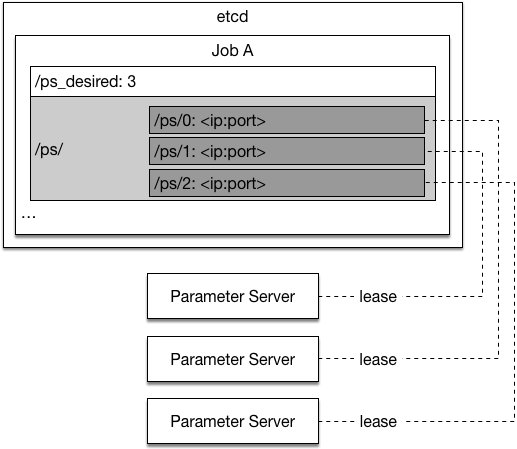 etcd
Job A
/ps_desired: 3
/ps/
/ps/0: <ip:port>
/ps/1: <ip:port>
/ps/2: <ip:port>
...
Parameter Server
lease
Parameter Server
lease
Parameter Server
lease